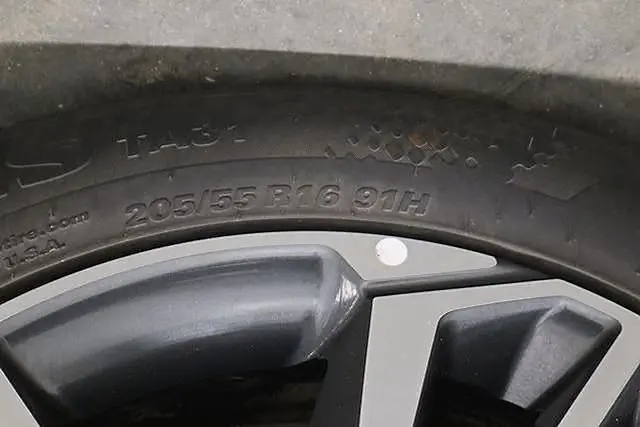 TA31
205/55 R16 91H
tire.com
U.S.A.